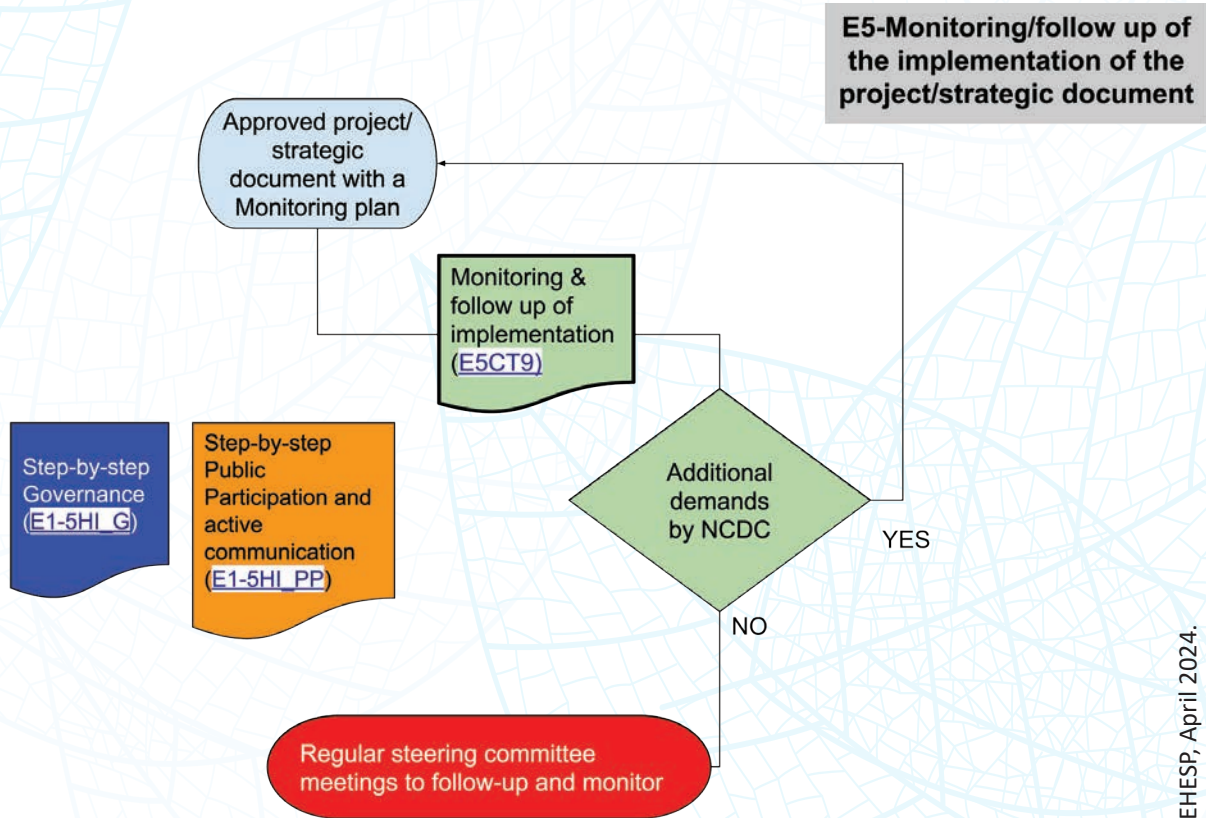 E5-Monitoring/follow up of
the implementation of the
project/strategic document
Approved project/
strategic
document with a
Monitoring plan
Monitoring &
follow up of
implementation
(E5CT9)
Step-by-step
Governance
(E1-5HI_G)
Step-by-step
Public
Participation and
active
communication
(E1-5HI_PP)
Additional
demands
by NCDC
YES
NO
Regular steering committee
meetings to follow-up and monitor
EHESP, April 2024.